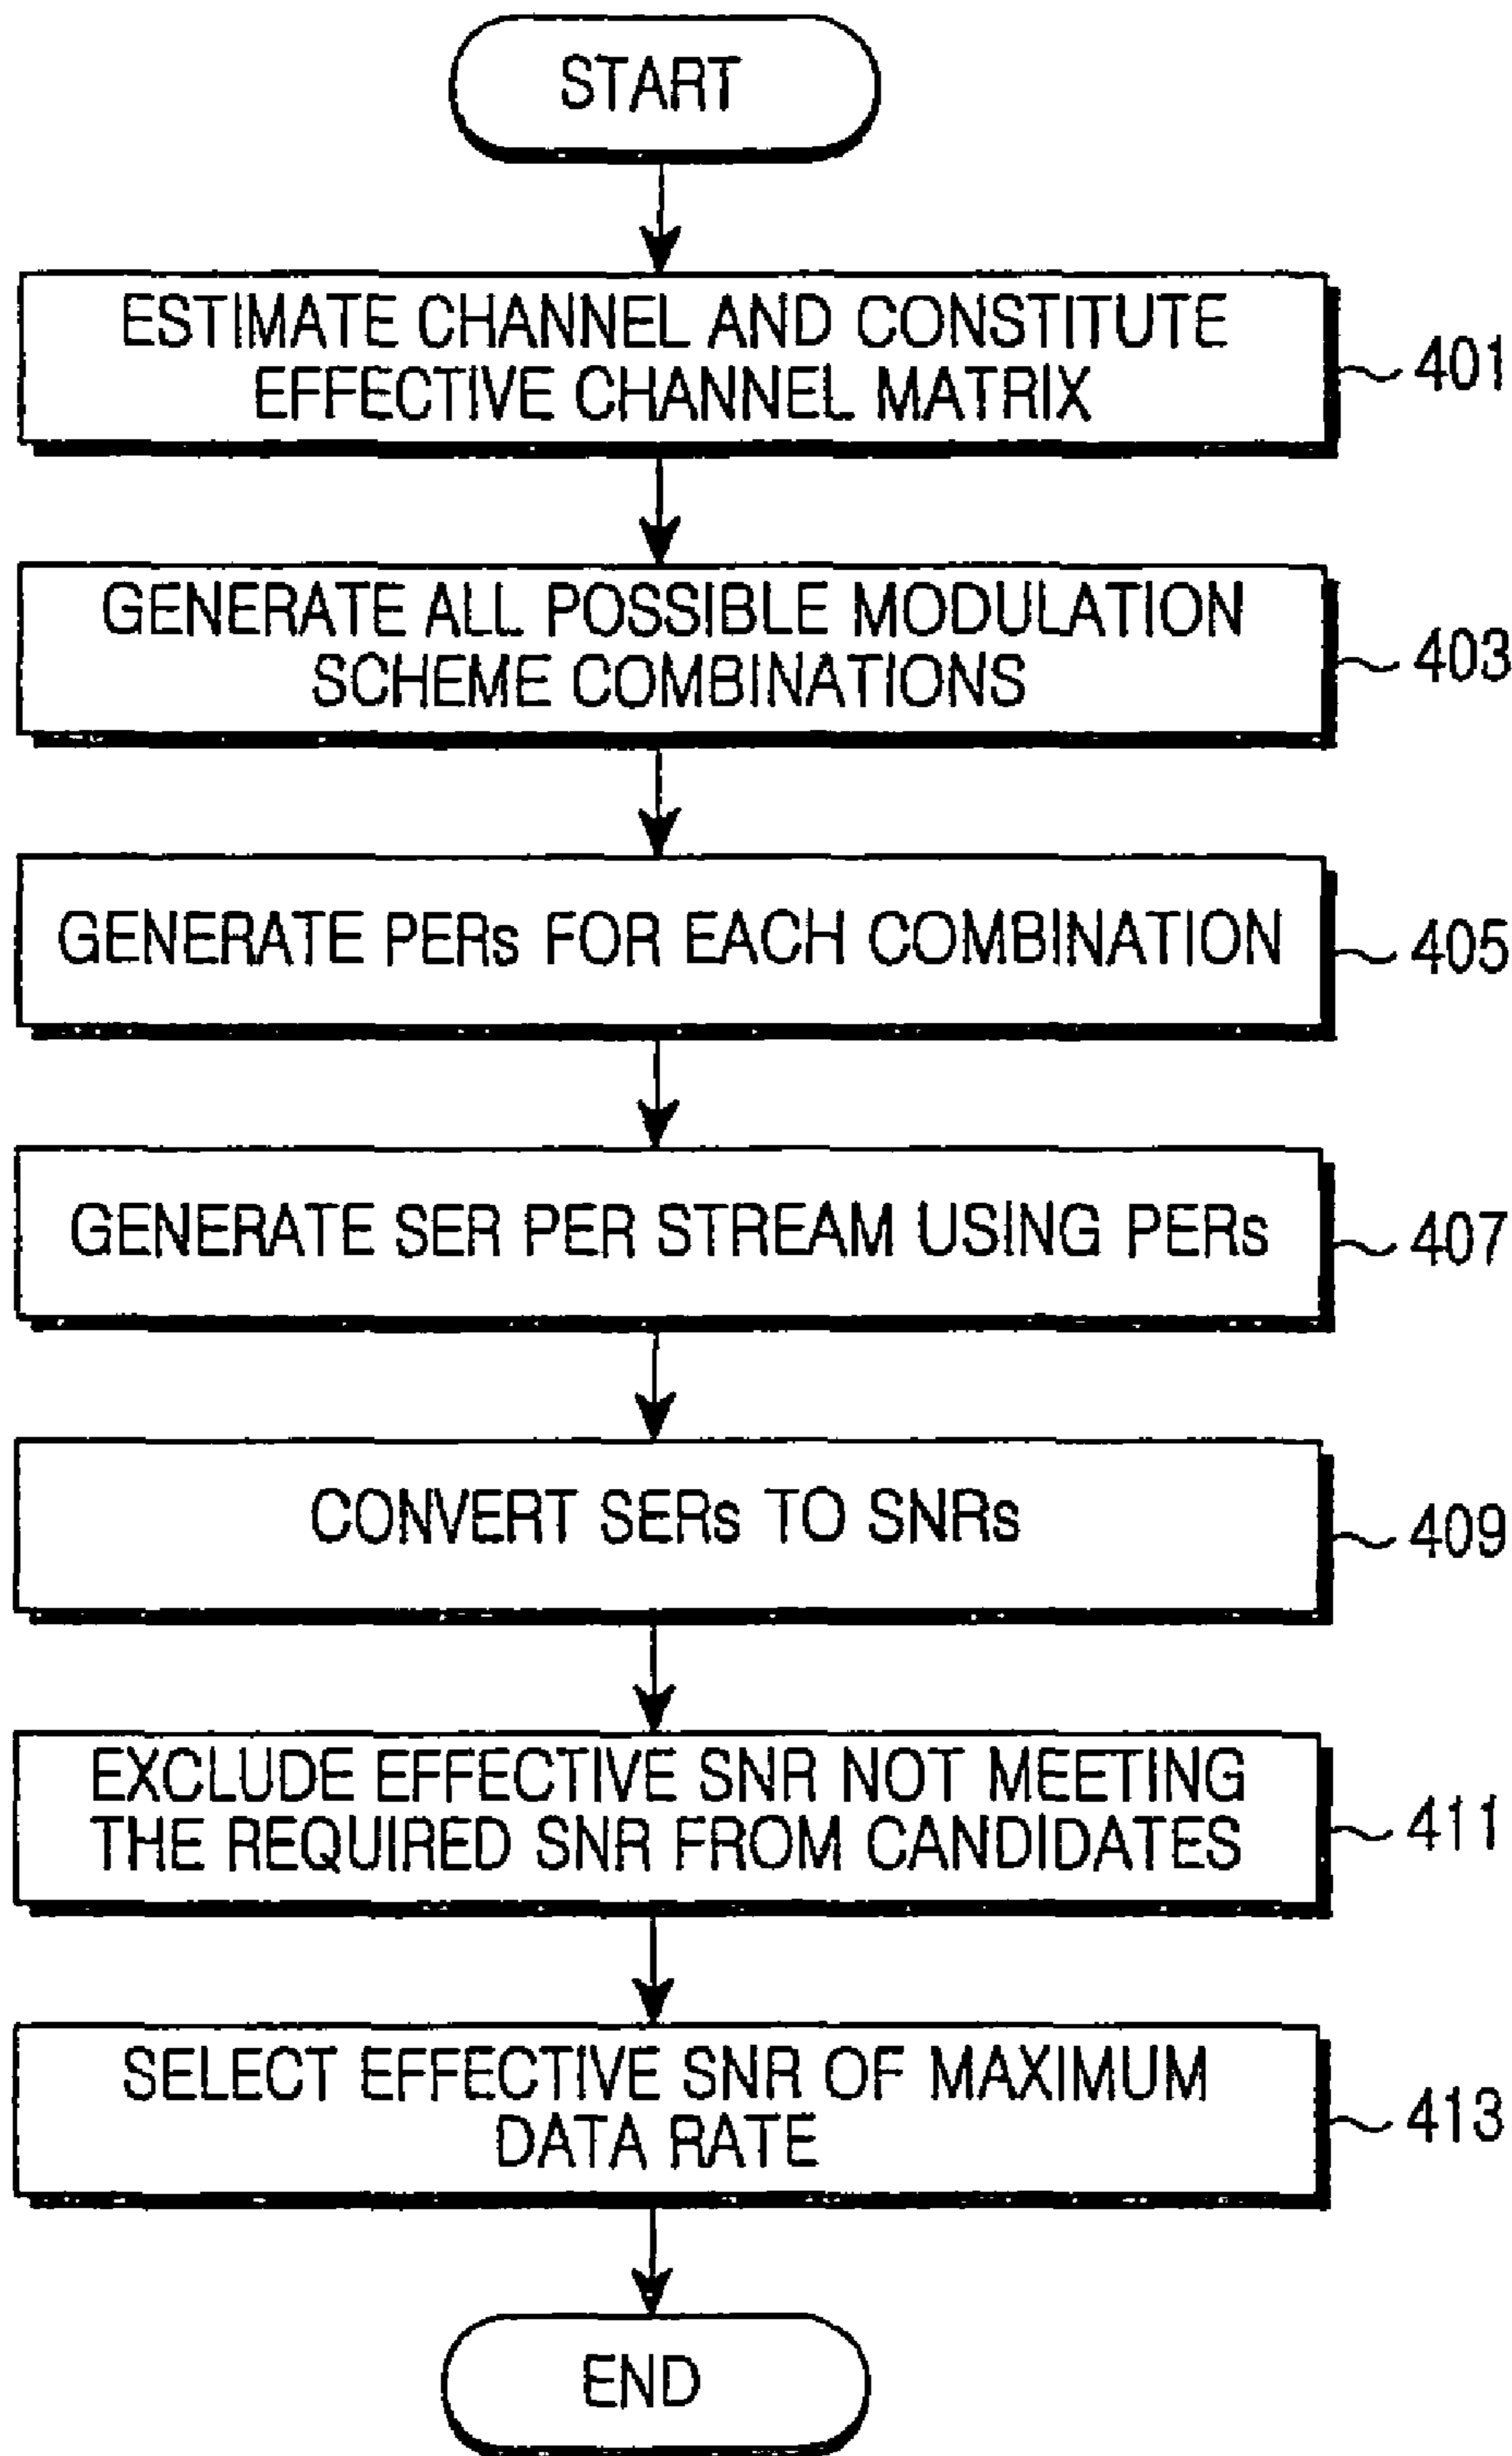 START
ESTIMATE CHANNEL AND CONSTITUTE
EFFECTIVE CHANNEL MATRIX
401
GENERATE ALL POSSIBLE MODULATION
SCHEME COMBINATIONS
403
GENERATE PERs FOR EACH COMBINATION
405
GENERATE SER PER STREAM USING PERs
407
CONVERT SERs TO SNRs
409
EXCLUDE EFFECTIVE SNR NOT MEETING
THE REQUIRED SNR FROM CANDIDATES
411
SELECT EFFECTIVE SNR OF MAXIMUM
DATA RATE
413
END